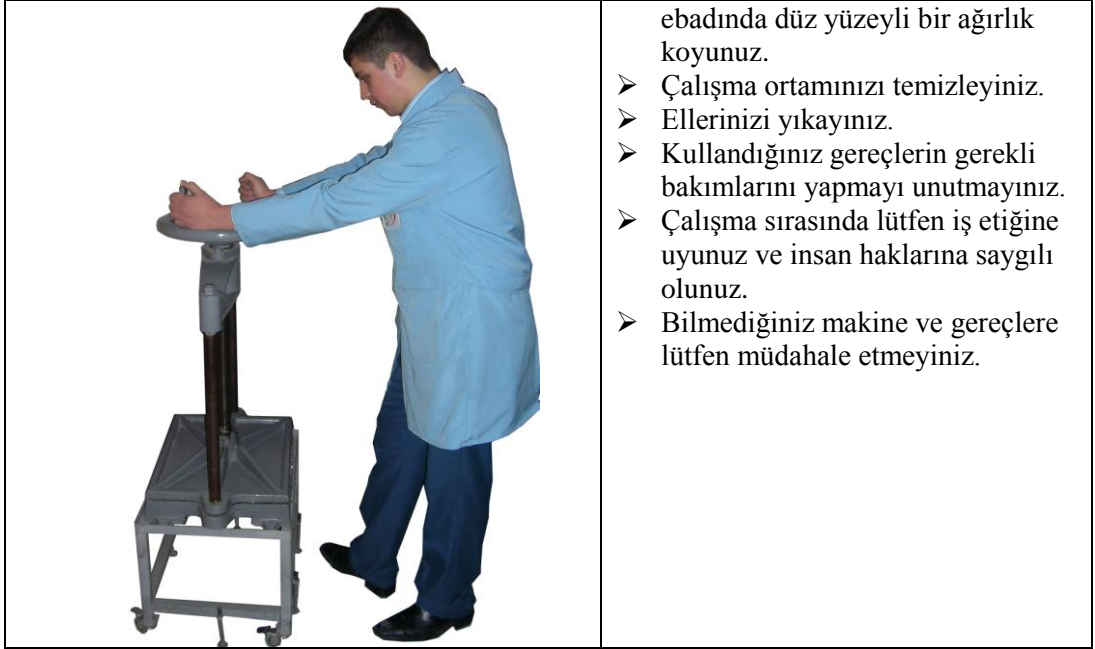 ebadında düz yüzeyli bir ağırlık
koyunuz.
➢ Çalışma ortamınızı temizleyiniz.
➢ Ellerinizi yıkayınız.
➢ Kullandığınız gereçlerin gerekli
bakımlarını yapmayı unutmayınız.
➢ Çalışma sırasında lütfen iş etiğine
uyunuz ve insan haklarına saygılı
olunuz.
➢ Bilmediğiniz makine ve gereçlere
lütfen müdahale etmeyiniz.